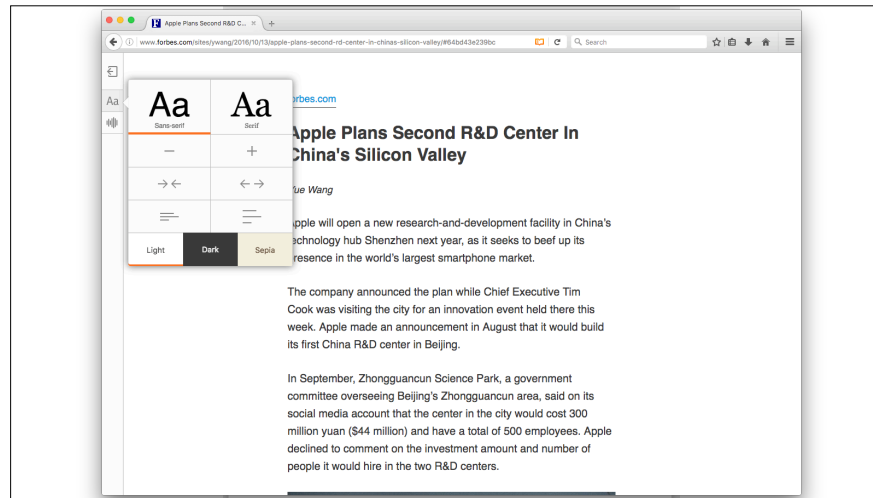 Apple Plans Second R&D C...
www.forbes.com/sites/ywang/2016/10/13/apple-plans-second-rd-center-in-chinas-silicon-valley/#64bd43e239bc
Search
Aa
Aa
Sans-serif
Aa
Serif
Light
Dark
Sepia
forbes.com
Apple Plans Second R&D Center In
China's Silicon Valley
Yue Wang
Apple will open a new research-and-development facility in China's
technology hub Shenzhen next year, as it seeks to beef up its
presence in the world's largest smartphone market.
The company announced the plan while Chief Executive Tim
Cook was visiting the city for an innovation event held there this
week. Apple made an announcement in August that it would build
its first China R&D center in Beijing.
In September, Zhongguancun Science Park, a government
committee overseeing Beijing's Zhongguancun area, said on its
social media account that the center in the city would cost 300
million yuan ($44 million) and have a total of 500 employees. Apple
declined to comment on the investment amount and number of
people it would hire in the two R&D centers.